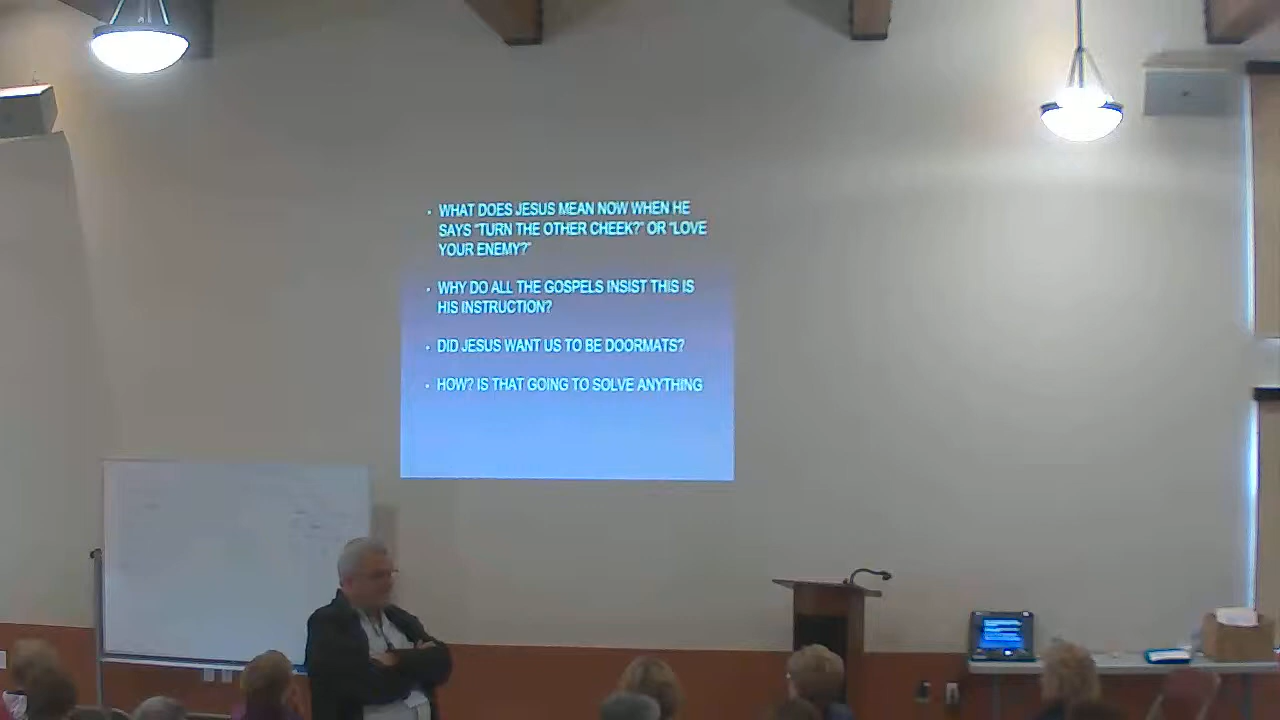 • WHAT DOES JESUS MEAN NOW WHEN HE
SAYS "TURN THE OTHER CHEEK?" OR "LOVE
YOUR ENEMY?"
• WHY DO ALL THE GOSPELS INSIST THIS IS
HIS INSTRUCTION?
• DID JESUS WANT US TO BE DOORMATS?
• HOW? IS THAT GOING TO SOLVE ANYTHING